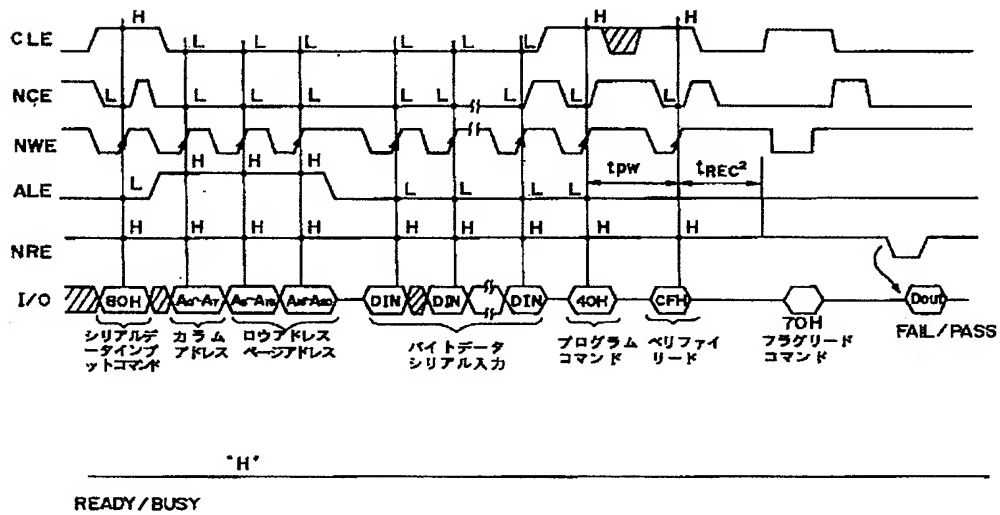 CLE H L L L L L L H H
NCE L L L L L L L L L
NWE
H H H
ALE L L L L L tpw tREC2
NRE H H H H H H H H H
I/O 80H A0~A7 DIN DIN DIN 40H CFH 70H Dout
シリアルデ
ータインプ
ットコマンド
カラム
アドレス
ロウアドレス
ページアドレス
バイトデータ
シリアル入力
プログラム
コマンド
ベリファイ
リード
フラグリード
コマンド
FAIL/PASS
"H"
READY/BUSY